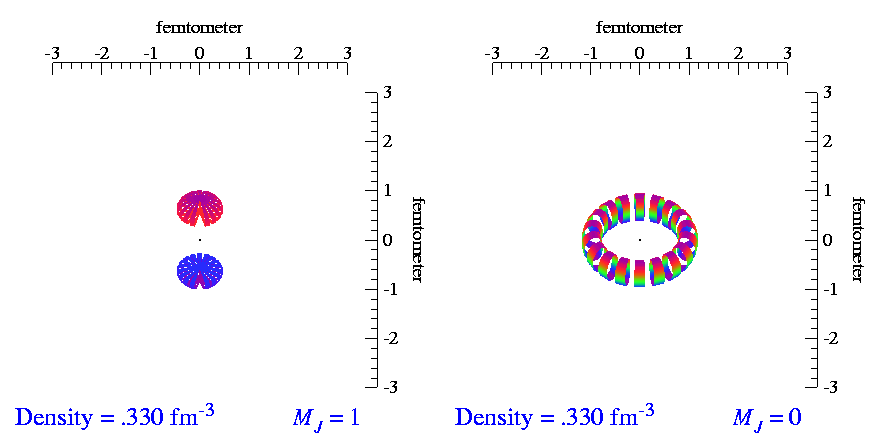 femtometer
-3 -2 -1 0 1 2 3
3
2
1
0
-1
-2
-3
femtometer
Density = .330 fm-3
MJ = 1
femtometer
-3 -2 -1 0 1 2 3
3
2
1
0
-1
-2
-3
femtometer
Density = .330 fm-3
MJ = 0